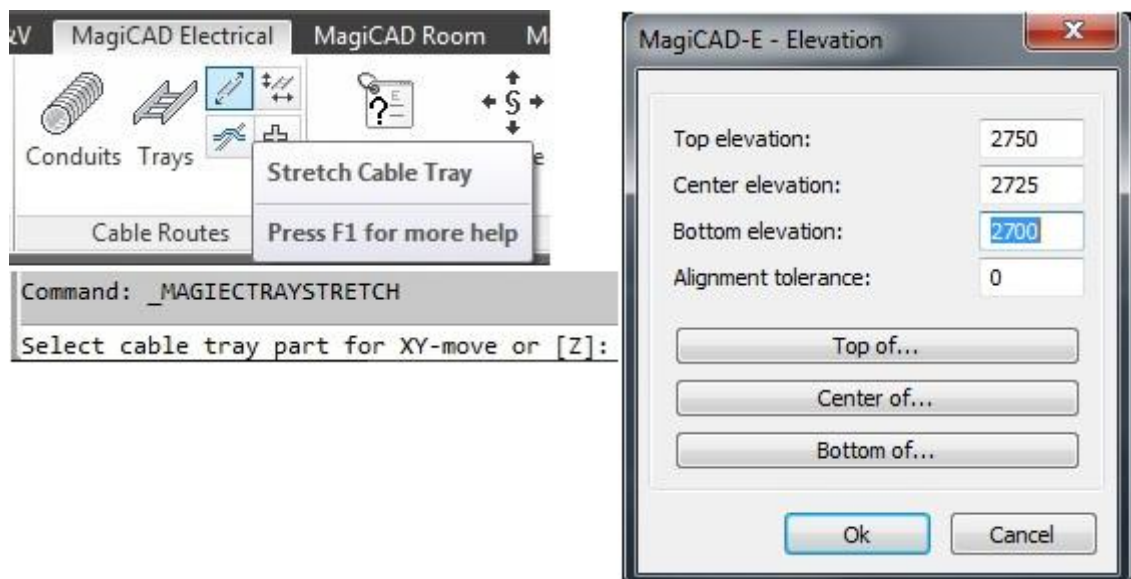 &V MagiCAD Electrical MagiCAD Room M
Conduits Trays
Stretch Cable Tray
Cable Routes
Press F1 for more help
Command: _MAGIECTRAYSTRETCH
Select cable tray part for XY-move or [Z]:
MagiCAD-E - Elevation
Top elevation: 2750
Center elevation: 2725
Bottom elevation: 2700
Alignment tolerance: 0
Top of...
Center of...
Bottom of...
Ok Cancel